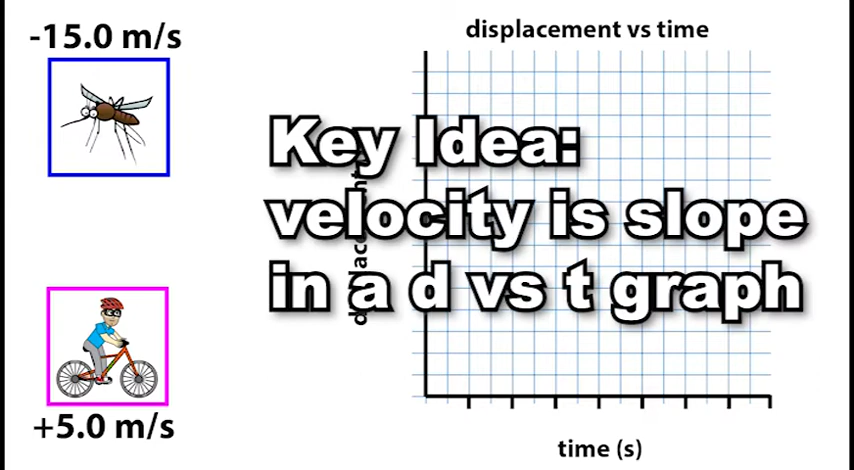 -15.0 m/s
displacement vs time
Key Idea:
velocity is slope
in a d vs t graph
+5.0 m/s
time (s)